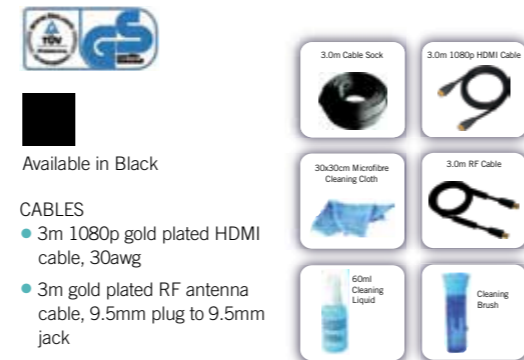 TÜV
GS
Available in Black
CABLES
• 3m 1080p gold plated HDMI
cable, 30awg
• 3m gold plated RF antenna
cable, 9.5mm plug to 9.5mm
jack
3.0m Cable Sock
3.0m 1080p HDMI Cable
30x30cm Microfibre
Cleaning Cloth
3.0m RF Cable
60ml
Cleaning
Liquid
Cleaning
Brush